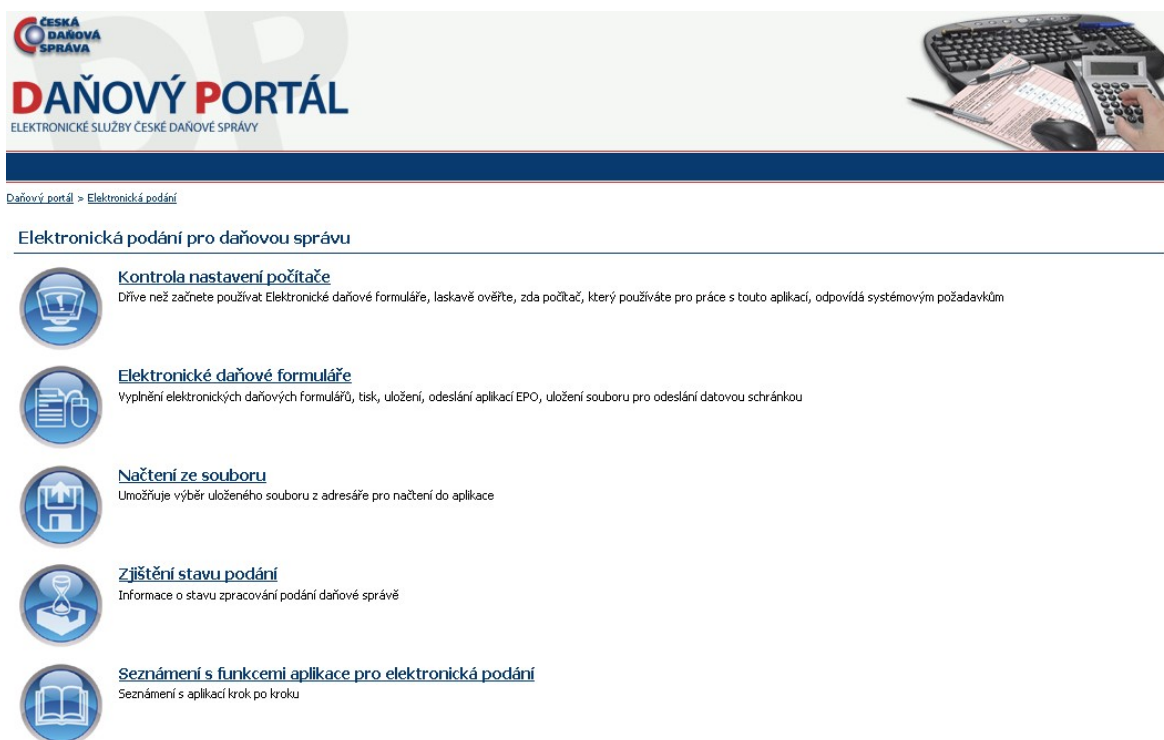 ČESKÁ
DAŇOVÁ
SPRÁVA
DAŇOVÝ PORTÁL
ELEKTRONICKÉ SLUŽBY ČESKÉ DAŇOVÉ SPRÁVY
Daňový portál > Elektronická podání
Elektronická podání pro daňovou správu
Kontrola nastavení počítače
Dříve než začnete používat Elektronické daňové formuláře, laskavě ověřte, zda počítač, který používáte pro práce s touto aplikací, odpovídá systémovým požadavkům
Elektronické daňové formuláře
Vyplnění elektronických daňových formulářů, tisk, uložení, odeslání aplikací EPO, uložení souboru pro odeslání datovou schránkou
Načtení ze souboru
Umožňuje výběr uloženého souboru z adresáře pro načtení do aplikace
Zjištění stavu podání
Informace o stavu zpracování podání daňové správě
Seznámení s funkcemi aplikace pro elektronická podání
Seznámení s aplikací krok po kroku